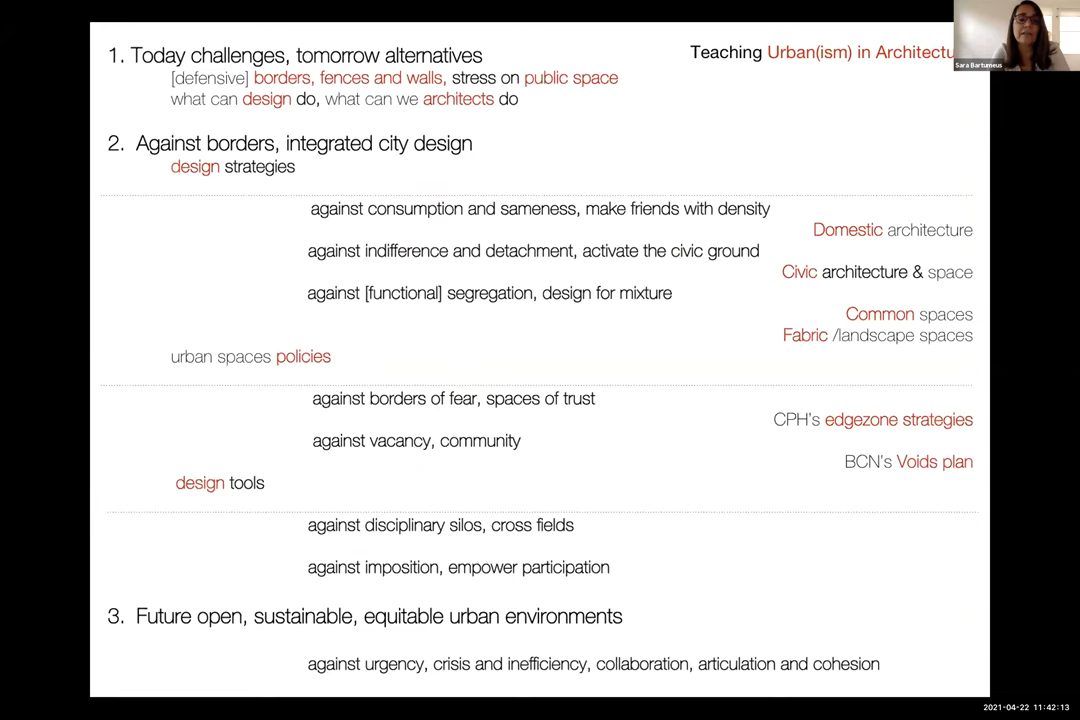 1. Today challenges, tomorrow alternatives
Teaching Urban(ism) in Architectu
[defensive] borders, fences and walls, stress on public space
what can design do, what can we architects do
Sara Bartumeus
2. Against borders, integrated city design
design strategies
against consumption and sameness, make friends with density
Domestic architecture
against indifference and detachment, activate the civic ground
Civic architecture & space
against [functional] segregation, design for mixture
Common spaces
Fabric /landscape spaces
urban spaces policies
against borders of fear, spaces of trust
CPH's edgezone strategies
against vacancy, community
BCN's Voids plan
design tools
against disciplinary silos, cross fields
against imposition, empower participation
3. Future open, sustainable, equitable urban environments
against urgency, crisis and inefficiency, collaboration, articulation and cohesion
2021-04-22 11:42:13